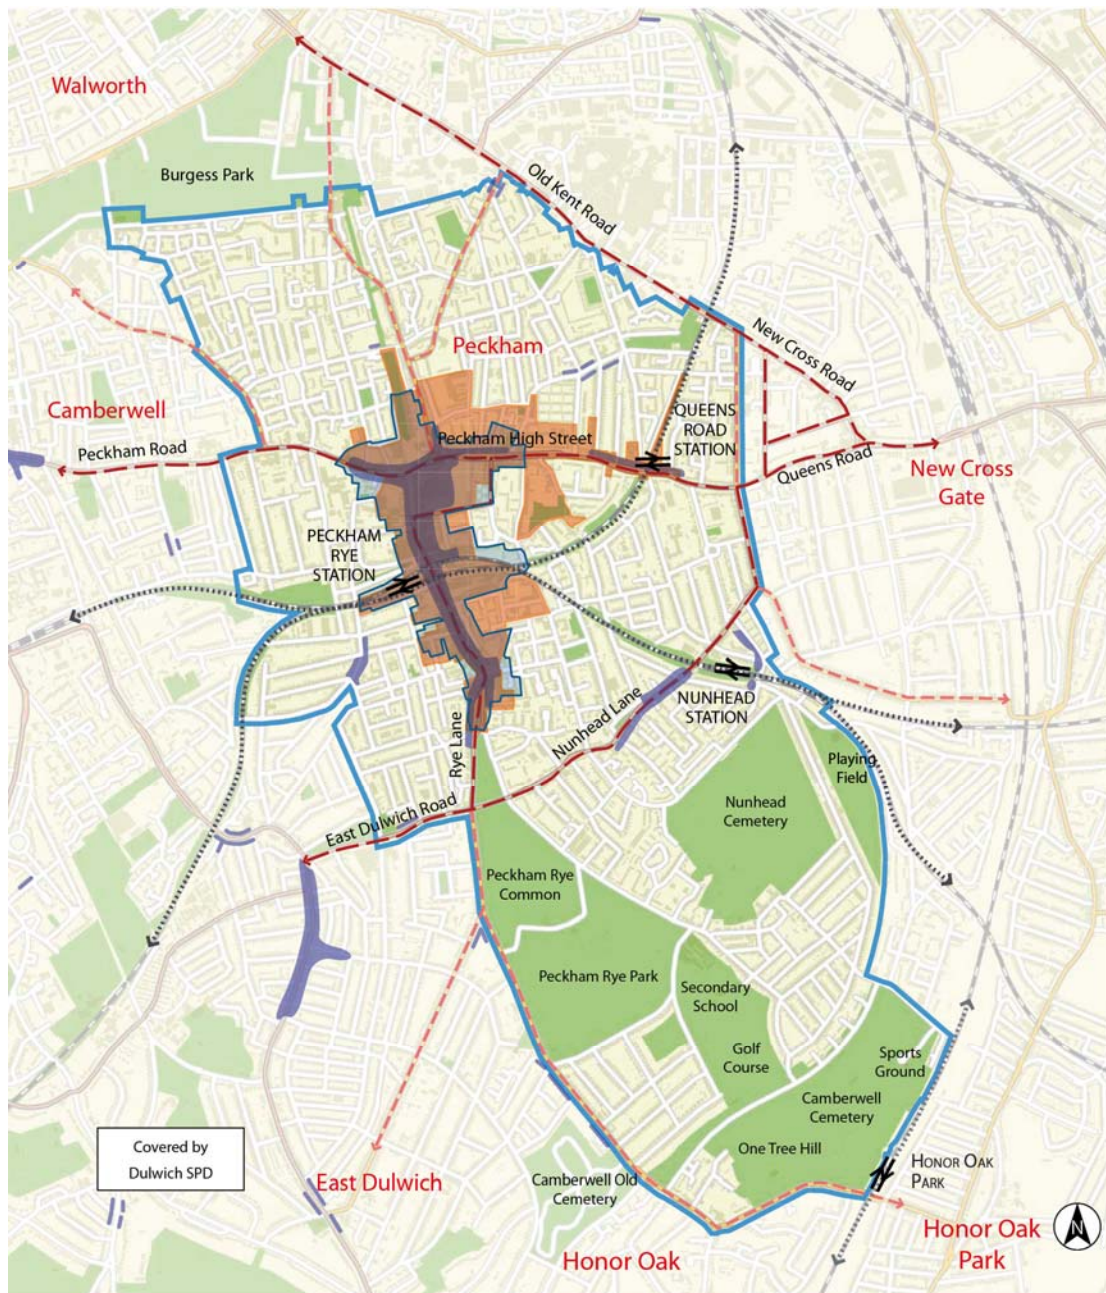 Walworth
Burgess Park
Old Kent Road
New Cross Road
Peckham
Camberwell
Peckham Road
Peckham High Street
QUEENS
ROAD
STATION
Queens Road
New Cross
Gate
PECKHAM
RYE
STATION
NUNHEAD
STATION
Nunhead Lane
Rye Lane
East Dulwich Road
Playing
Field
Nunhead
Cemetery
Peckham Rye
Common
Peckham Rye Park
Secondary
School
Golf
Course
Sports
Ground
Camberwell
Cemetery
One Tree Hill
Covered by
Dulwich SPD
East Dulwich
Camberwell Old
Cemetery
HONOR OAK
PARK
Honor Oak
Honor Oak
Park
N